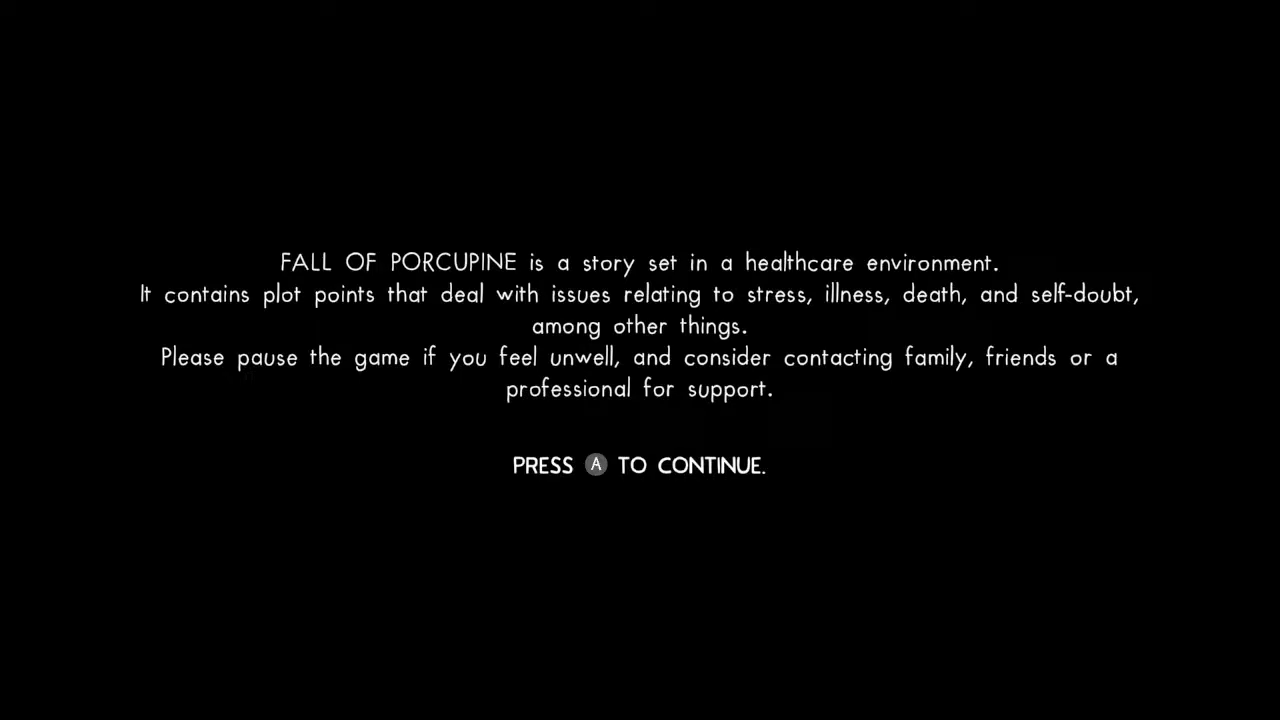 FALL OF PORCUPINE is a story set in a healthcare environment.
It contains plot points that deal with issues relating to stress, illness, death, and self-doubt,
among other things.
Please pause the game if you feel unwell, and consider contacting family, friends or a
professional for support.
PRESS A TO CONTINUE.